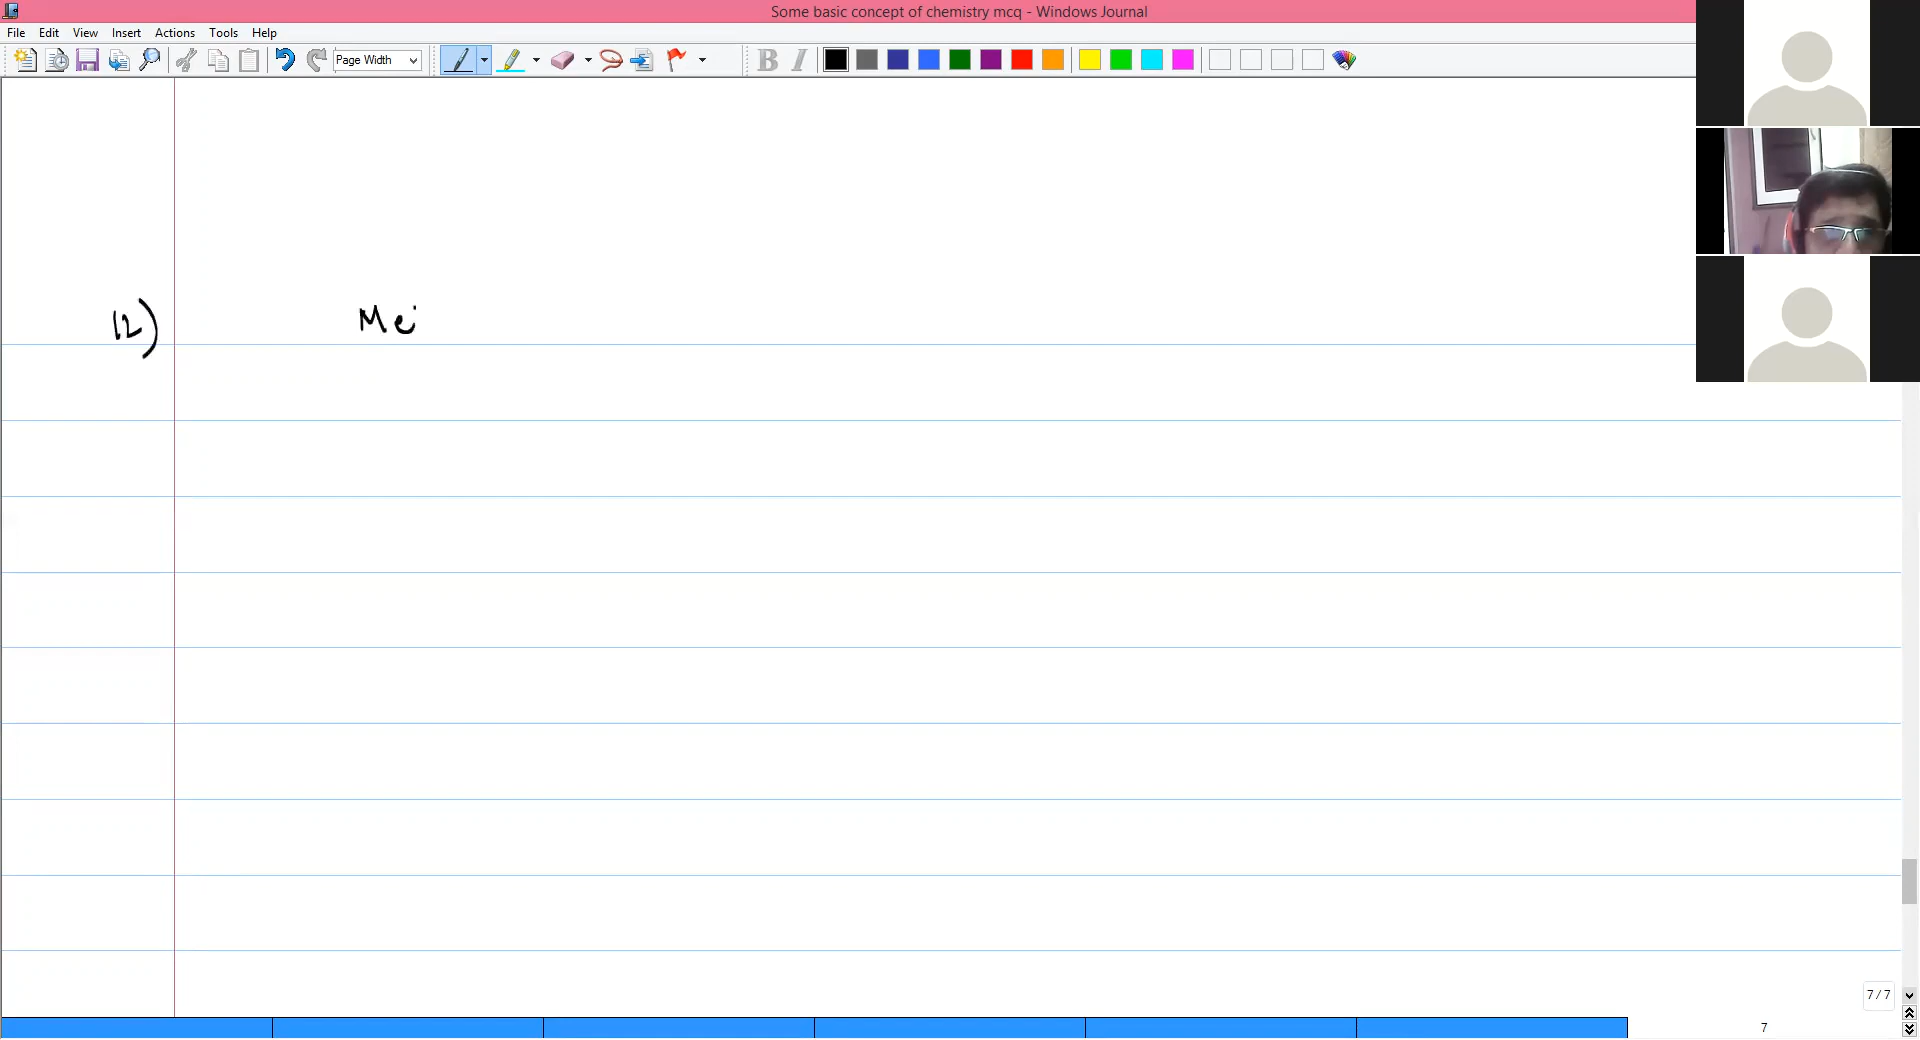 Some basic concept of chemistry mcq - Windows Journal
File Edit View Insert Actions Tools Help
Page Width B I
12)
7 / 7
7